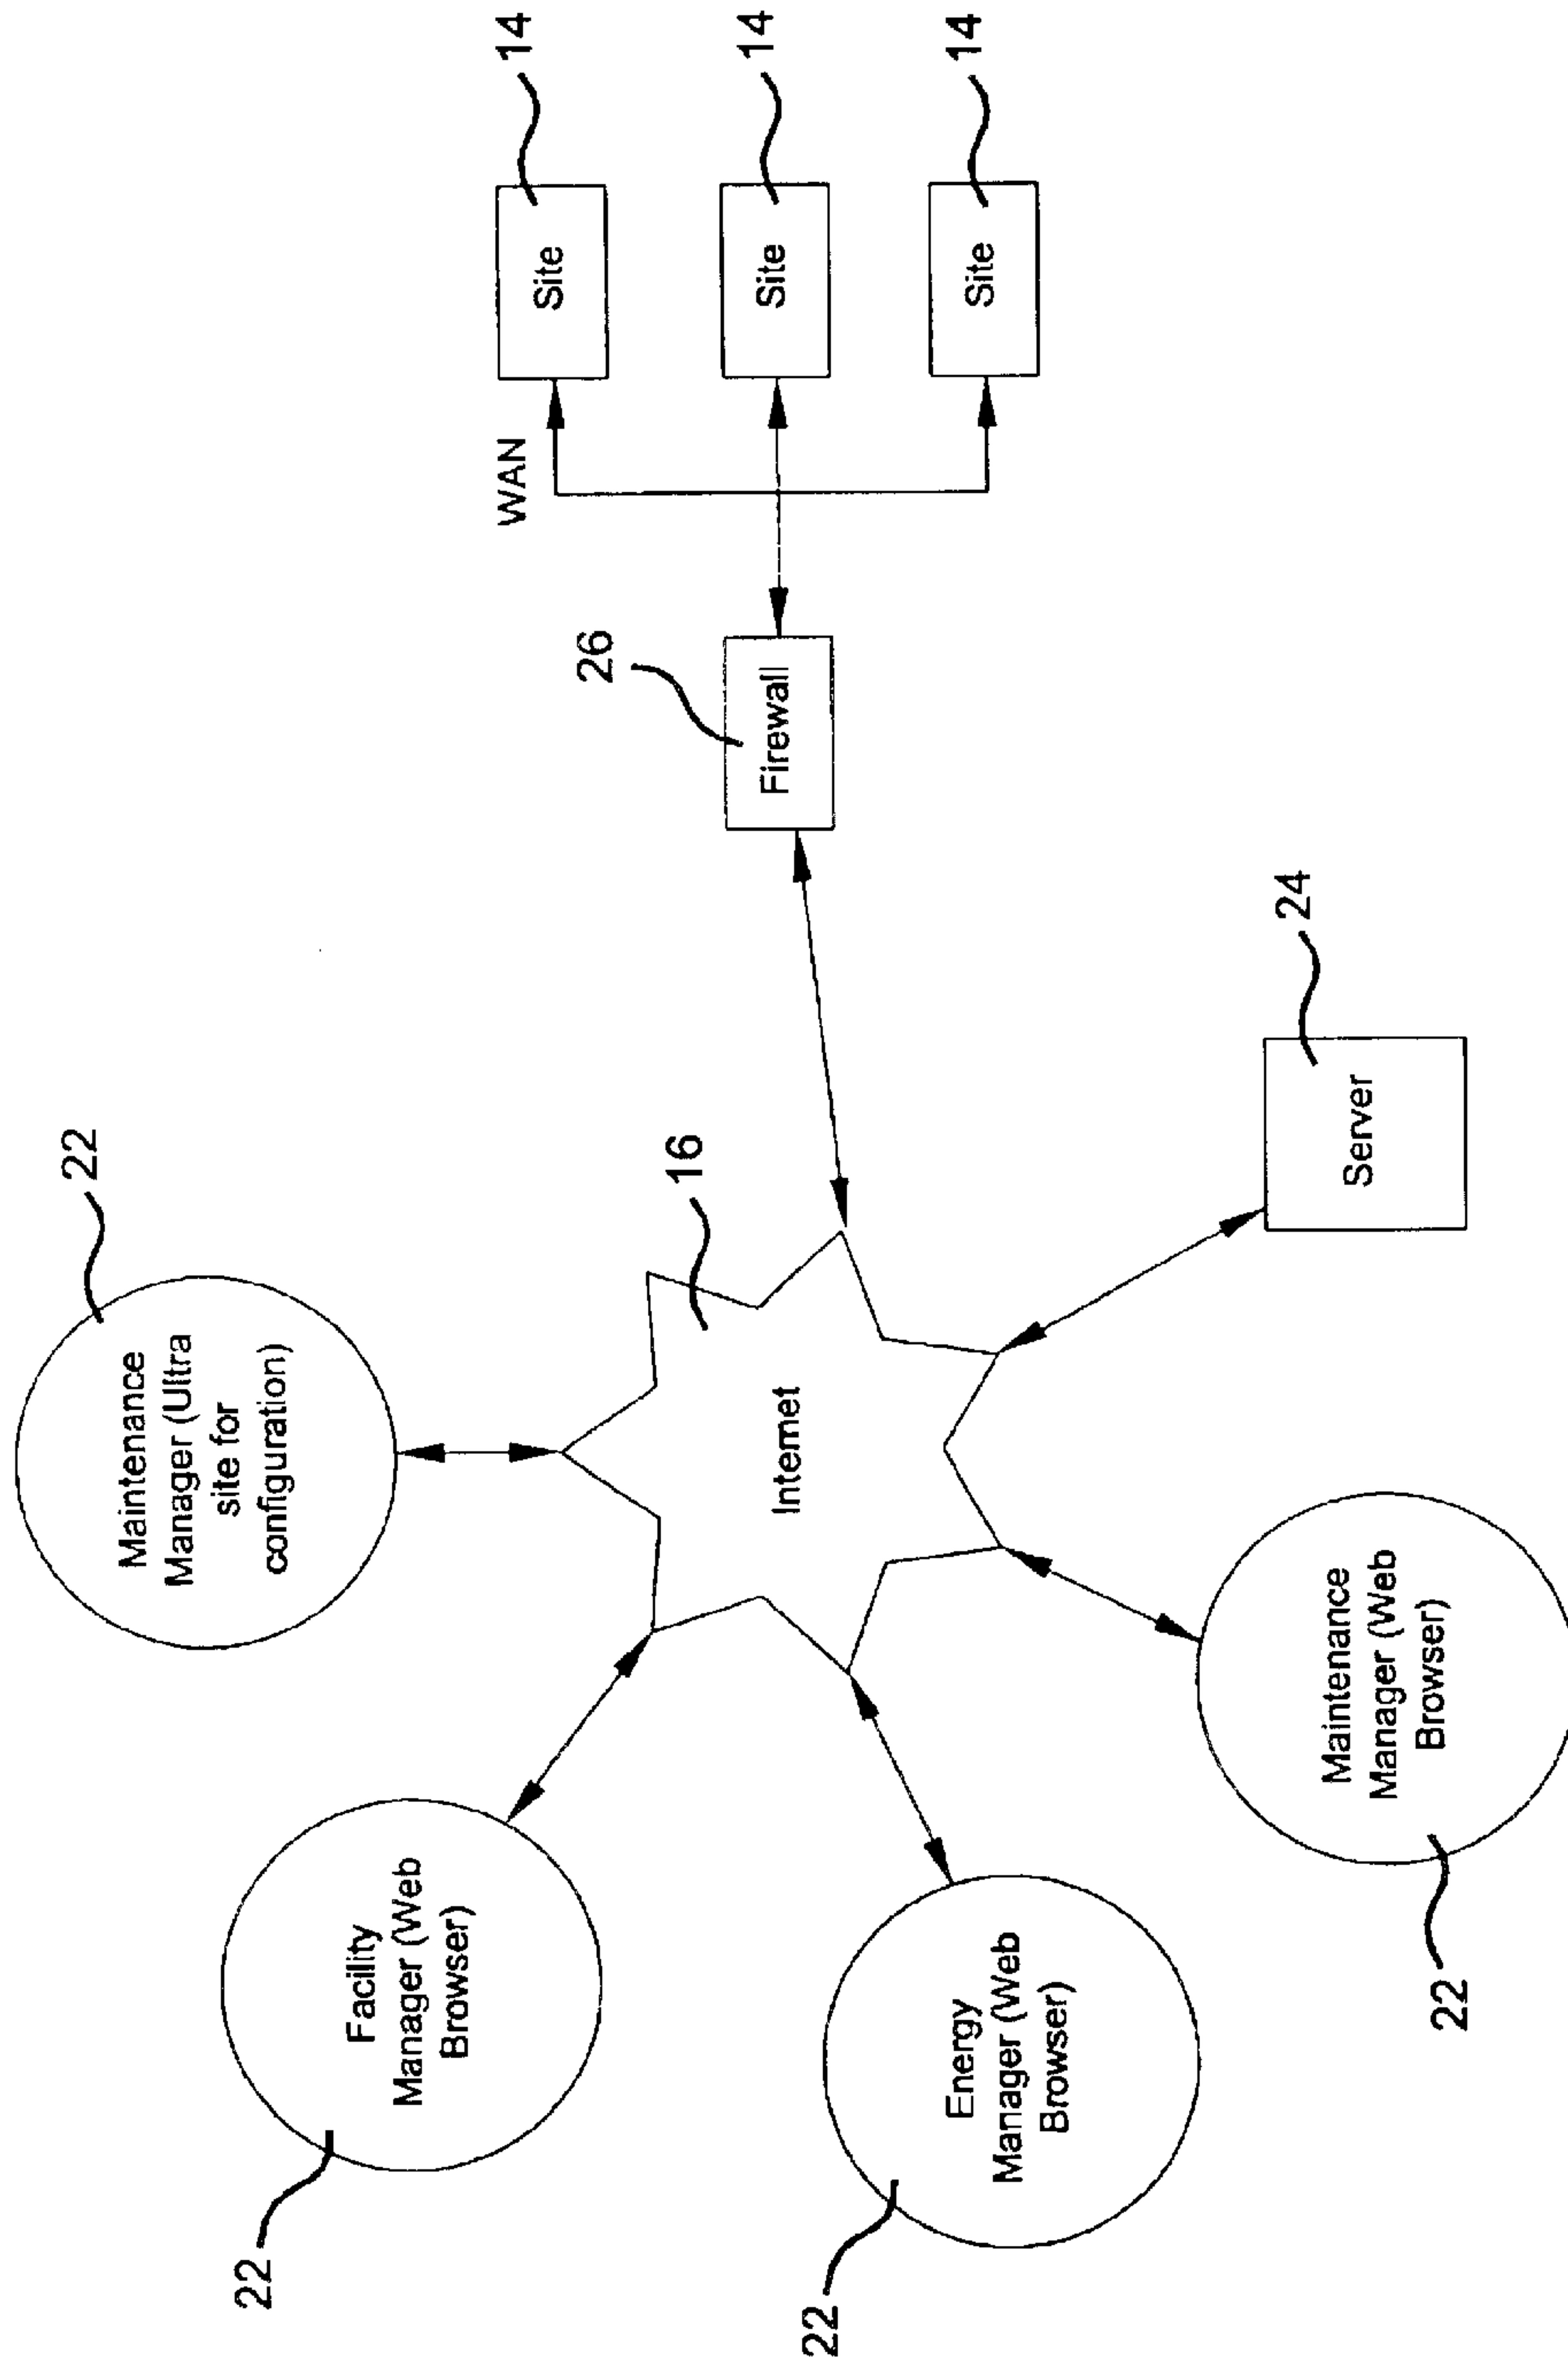 22
Maintenance
Manager (Ultra
site for
configuration)
22
Facility
Manager (Web
Browser)
16
Internet
22
Energy
Manager (Web
Browser)
22
Maintenance
Manager (Web
Browser)
24
Server
26
Firewall
WAN
14
Site
14
Site
14
Site